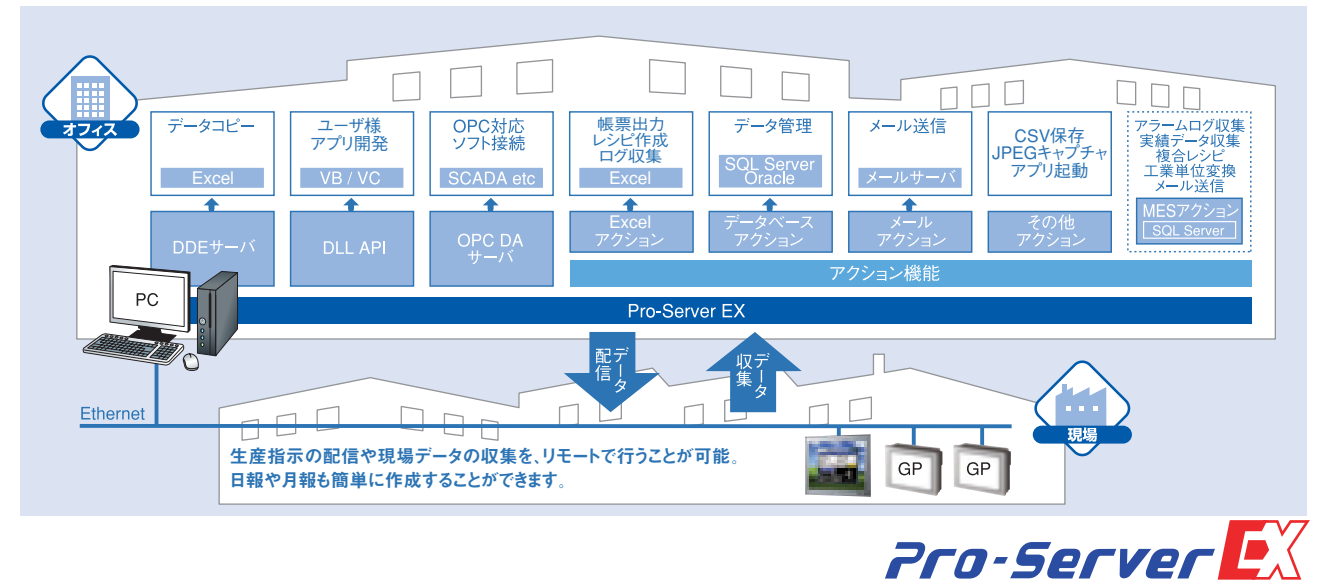 オフィス
データコピー
Excel
DDEサーバ
ユーザ様
アプリ開発
VB / VC
DLL API
OPC対応
ソフト接続
SCADA etc
OPC DA
サーバ
帳票出力
レシピ作成
ログ収集
Excel
Excel
アクション
データ管理
SQL Server
Oracle
データベース
アクション
メール送信
メールサーバ
メール
アクション
CSV保存
JPEGキャプチャ
アプリ起動
その他
アクション
アラームログ収集
実績データ収集
複合レシピ
工業単位変換
メール送信
MESアクション
SQL Server
アクション機能
PC
Pro-Server EX
データ
配信
データ
収集
Ethernet
現場
生産指示の配信や現場データの収集を、リモートで行うことが可能。
日報や月報も簡単に作成することができます。
GP
GP
Pro-Server EX